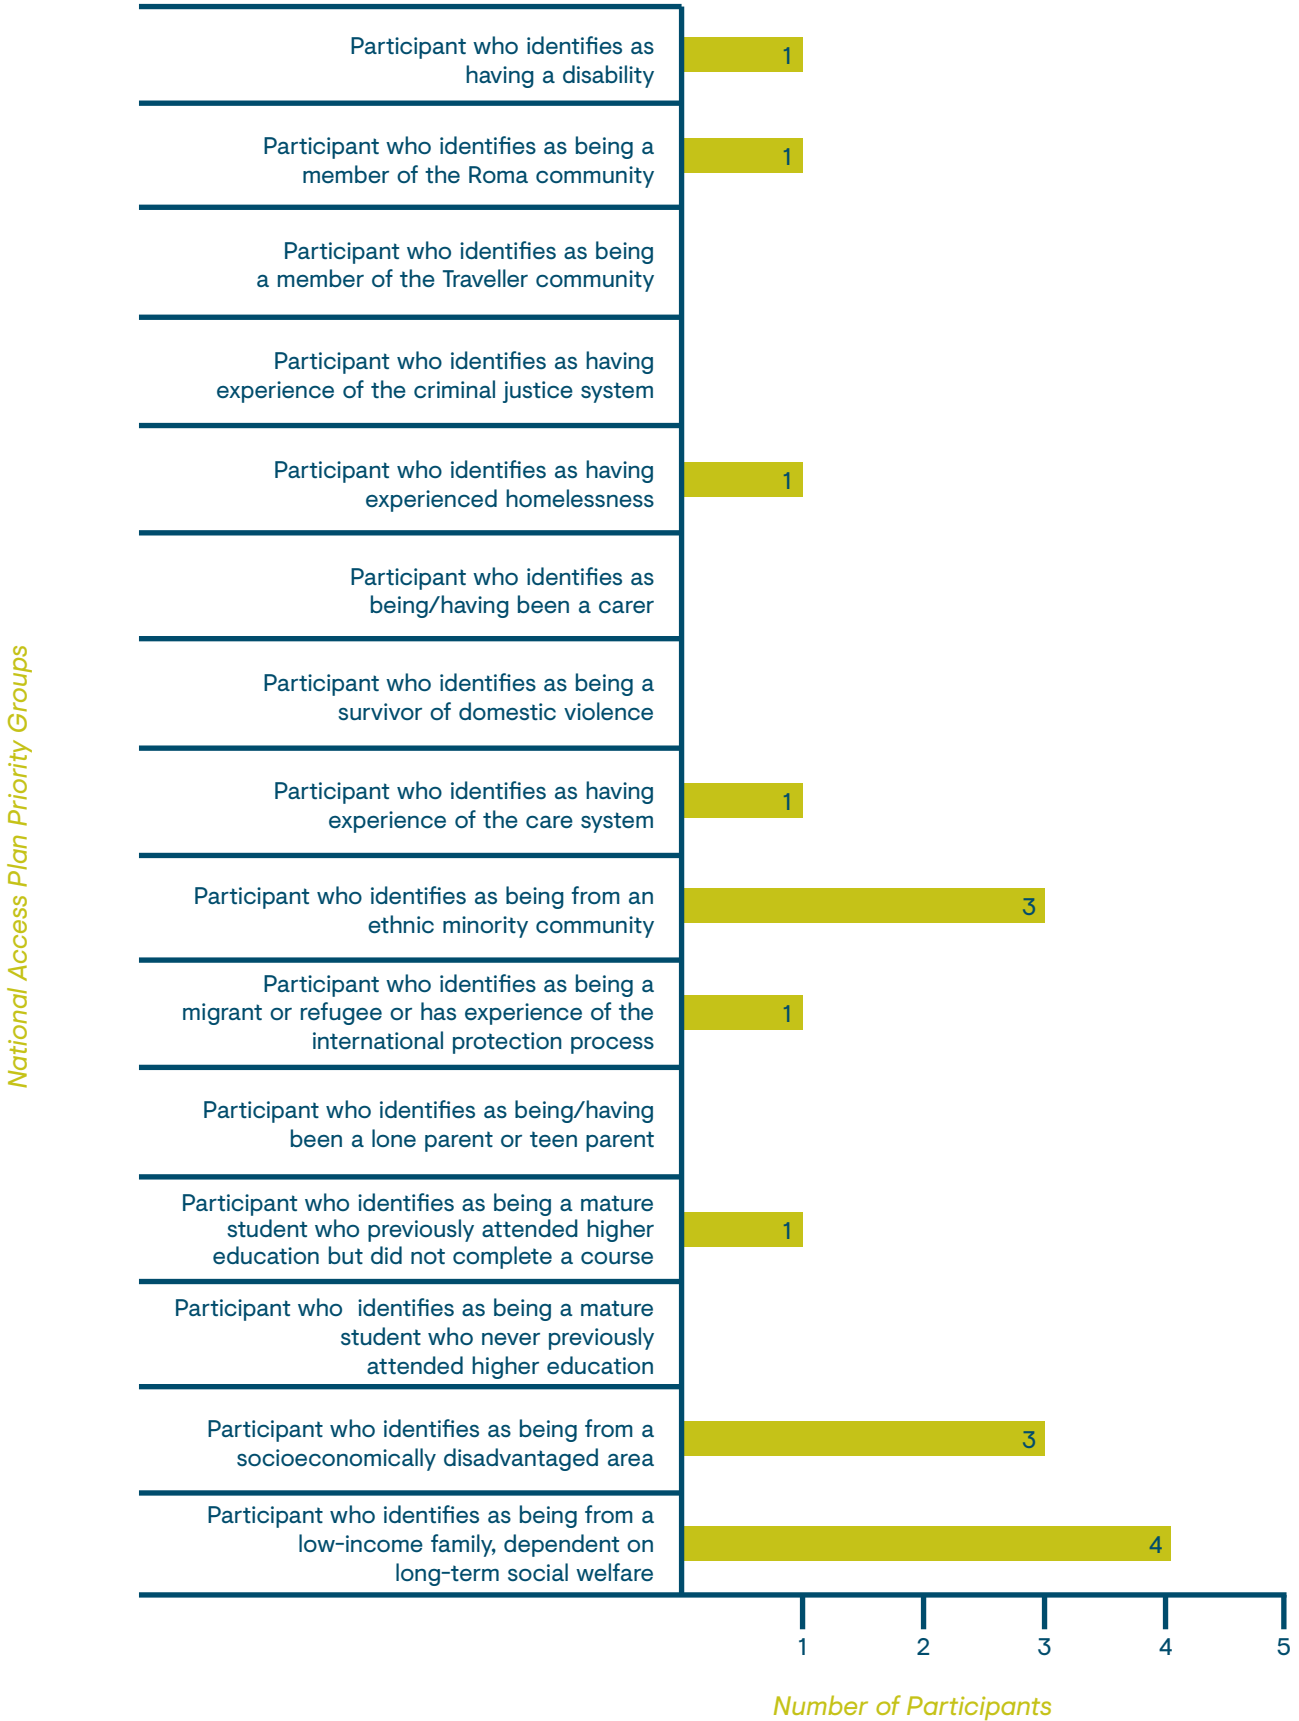 Participant who identifies as
having a disability
1
Participant who identifies as being a
member of the Roma community
1
Participant who identifies as being
a member of the Traveller community
Participant who identifies as having
experience of the criminal justice system
Participant who identifies as having
experienced homelessness
1
Participant who identifies as
being/having been a carer
Participant who identifies as being a
survivor of domestic violence
Participant who identifies as having
experience of the care system
1
Participant who identifies as being from an
ethnic minority community
3
Participant who identifies as being a
migrant or refugee or has experience of the
international protection process
1
Participant who identifies as being/having
been a lone parent or teen parent
Participant who identifies as being a mature
student who previously attended higher
education but did not complete a course
1
Participant who  identifies as being a mature
student who never previously
attended higher education
Participant who identifies as being from a
socioeconomically disadvantaged area
3
Participant who identifies as being from a
low-income family, dependent on
long-term social welfare
4
National Access Plan Priority Groups
1 2 3 4 5
Number of Participants